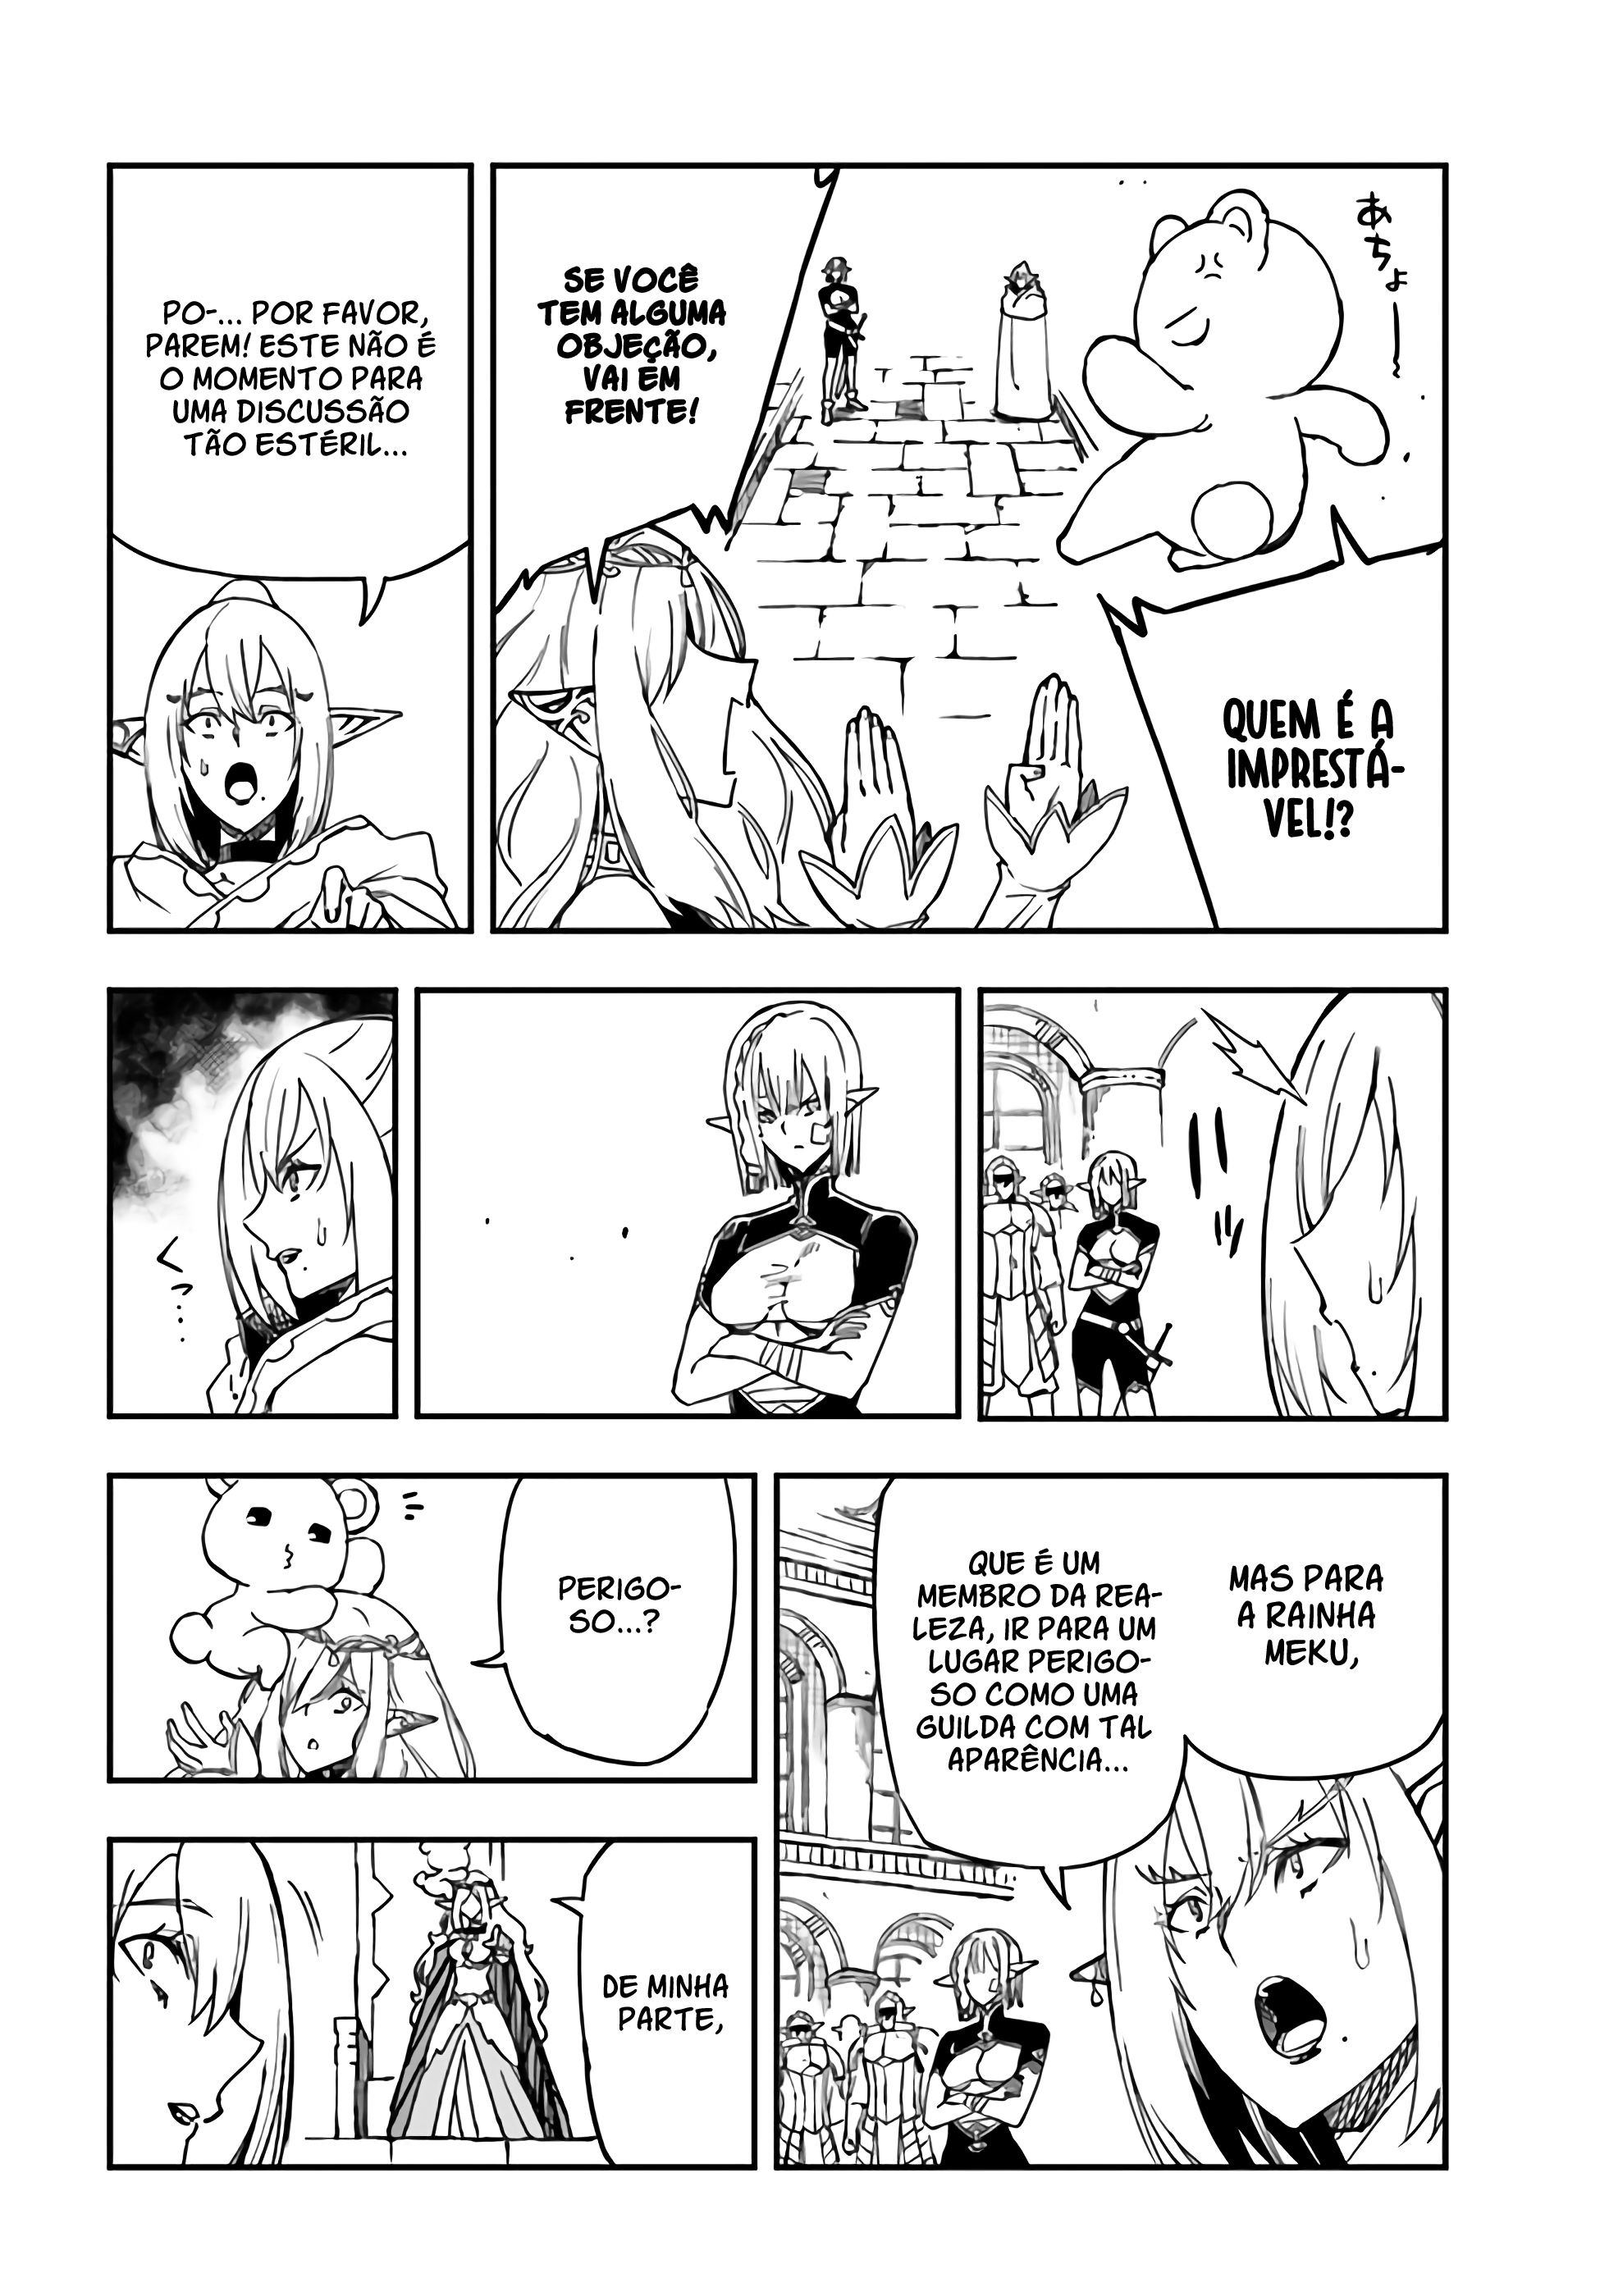 あちょー
QUEM É A
IMPRESTÁ-
VEL!?
SE VOCÊ
TEM ALGUMA
OBJEÇÃO,
VAI EM
FRENTE!
PO-... POR FAVOR,
PAREM! ESTE NÃO É
O MOMENTO PARA
UMA DISCUSSÃO
TÃO ESTÉRIL...
く...
MAS PARA
A RAINHA
MEKU,
QUE É UM
MEMBRO DA REA-
LEZA, IR PARA UM
LUGAR PERIGO-
SO COMO UMA
GUILDA COM TAL
APARÊNCIA...
PERIGO-
SO...?
DE MINHA
PARTE,